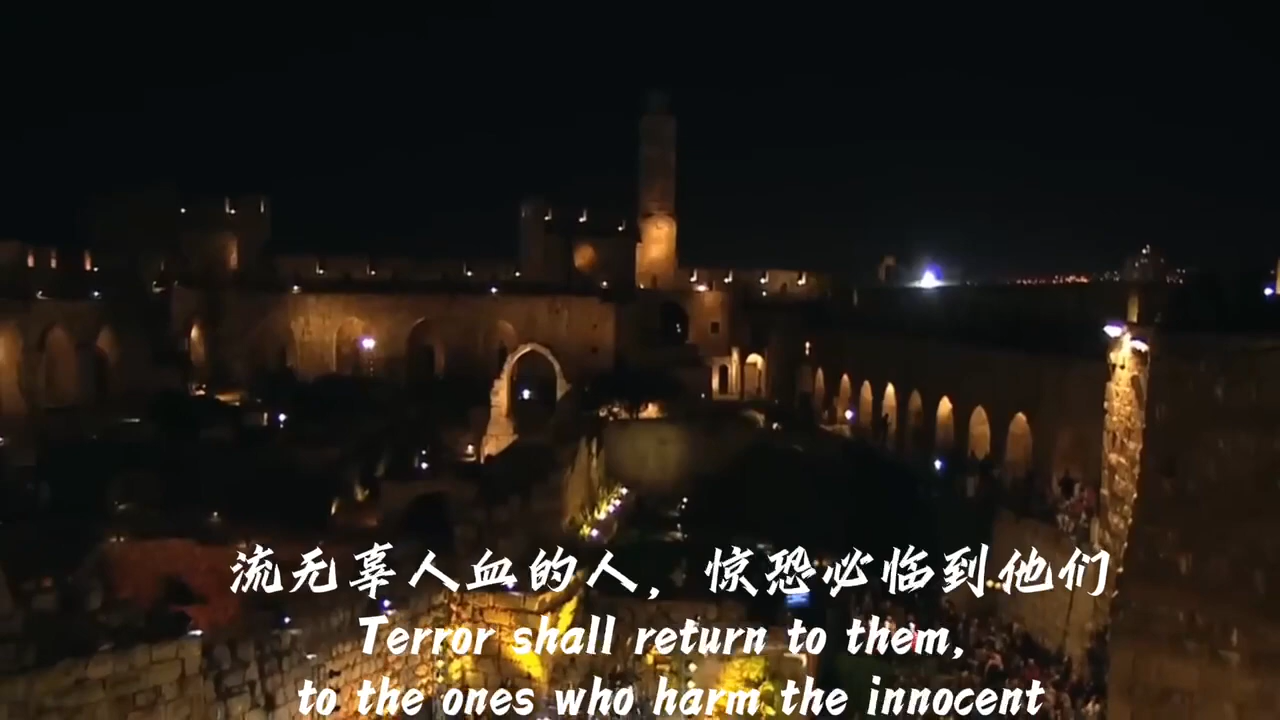 流无辜人血的人，惊恐必临到他们
Terror shall return to them,
to the ones who harm the innocent